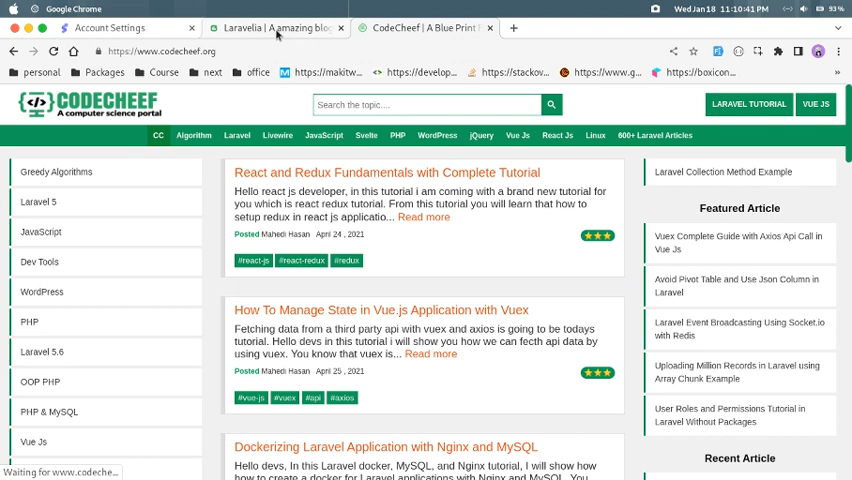 Google Chrome
Wed Jan 18 11:10:41 PM 93%
Account Settings
Laravelia | A amazing blog
CodeCheef | A Blue Print F
https://www.codecheef.org
personal Packages Course next office https://makitw... https://develop... https://stackov... https://www.g... https://boxicon... »
CODECHEEF
A computer science portal
Search the topic....
LARAVEL TUTORIAL
VUE JS
CC Algorithm Laravel Livewire JavaScript Svelte PHP WordPress jQuery Vue Js React Js Linux 600+ Laravel Articles
Greedy Algorithms
Laravel 5
JavaScript
Dev Tools
WordPress
PHP
Laravel 5.6
OOP PHP
PHP & MySQL
Vue Js
React and Redux Fundamentals with Complete Tutorial
Hello react js developer, in this tutorial i am coming with a brand new tutorial for
you which is react redux tutorial. From this tutorial you will learn that how to
setup redux in react js applicatio... Read more
Posted Mahedi Hasan April 24 , 2021
#react-js #react-redux #redux
How To Manage State in Vue.js Application with Vuex
Fetching data from a third party api with vuex and axios is going to be todays
tutorial. Hello devs in this tutorial i will show you how we can fecth api data by
using vuex. You know that vuex is... Read more
Posted Mahedi Hasan April 25 , 2021
#vue-js #vuex #api #axios
Dockerizing Laravel Application with Nginx and MySQL
Hello devs, In this Laravel docker, MySQL, and Nginx tutorial, I will show how
Laravel Collection Method Example
Featured Article
Vuex Complete Guide with Axios Api Call in
Vue Js
Avoid Pivot Table and Use Json Column in
Laravel
Laravel Event Broadcasting Using Socket.io
with Redis
Uploading Million Records in Laravel using
Array Chunk Example
User Roles and Permissions Tutorial in
Laravel Without Packages
Recent Article
Waiting for www.codeche...